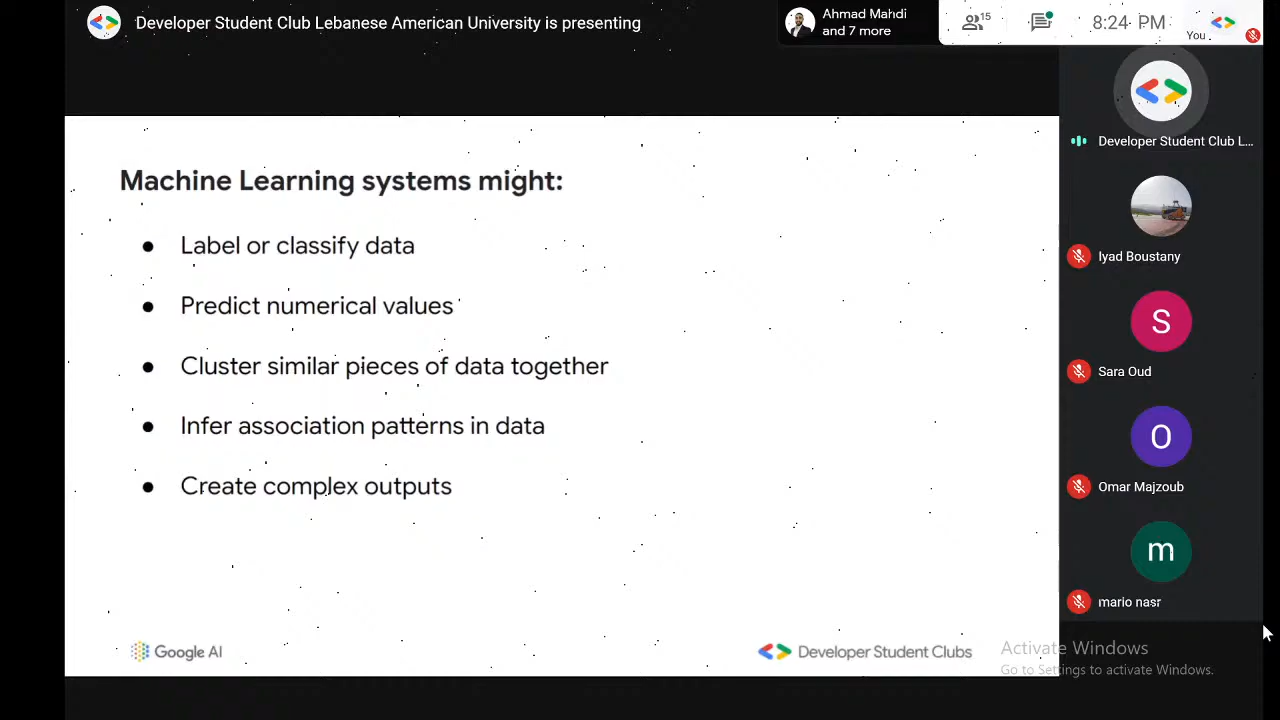 Developer Student Club Lebanese American University is presenting
Ahmad Mahdi
and 7 more
15
8:24 PM
You
Developer Student Club L...
Machine Learning systems might:
● Label or classify data
● Predict numerical values
● Cluster similar pieces of data together
● Infer association patterns in data
● Create complex outputs
Iyad Boustany
S
Sara Oud
O
Omar Majzoub
m
mario nasr
Google AI
Developer Student Clubs
Activate Windows
Go to Settings to activate Windows.